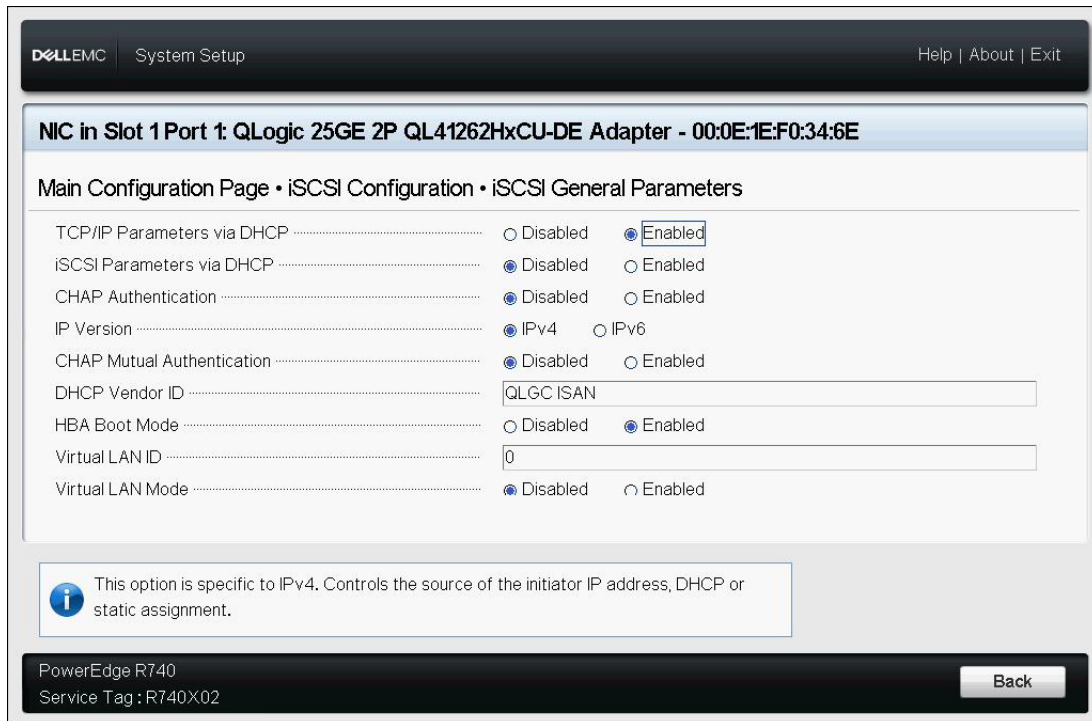 DELLEMC System Setup Help | About | Exit
NIC in Slot 1 Port 1: QLogic 25GE 2P QL41262HxCU-DE Adapter - 00:0E:1E:F0:34:6E
Main Configuration Page • iSCSI Configuration • iSCSI General Parameters
TCP/IP Parameters via DHCP Disabled Enabled
iSCSI Parameters via DHCP Disabled Enabled
CHAP Authentication Disabled Enabled
IP Version IPv4 IPv6
CHAP Mutual Authentication Disabled Enabled
DHCP Vendor ID QLGC ISAN
HBA Boot Mode Disabled Enabled
Virtual LAN ID 0
Virtual LAN Mode Disabled Enabled
This option is specific to IPv4. Controls the source of the initiator IP address, DHCP or
static assignment.
PowerEdge R740
Service Tag : R740X02
Back